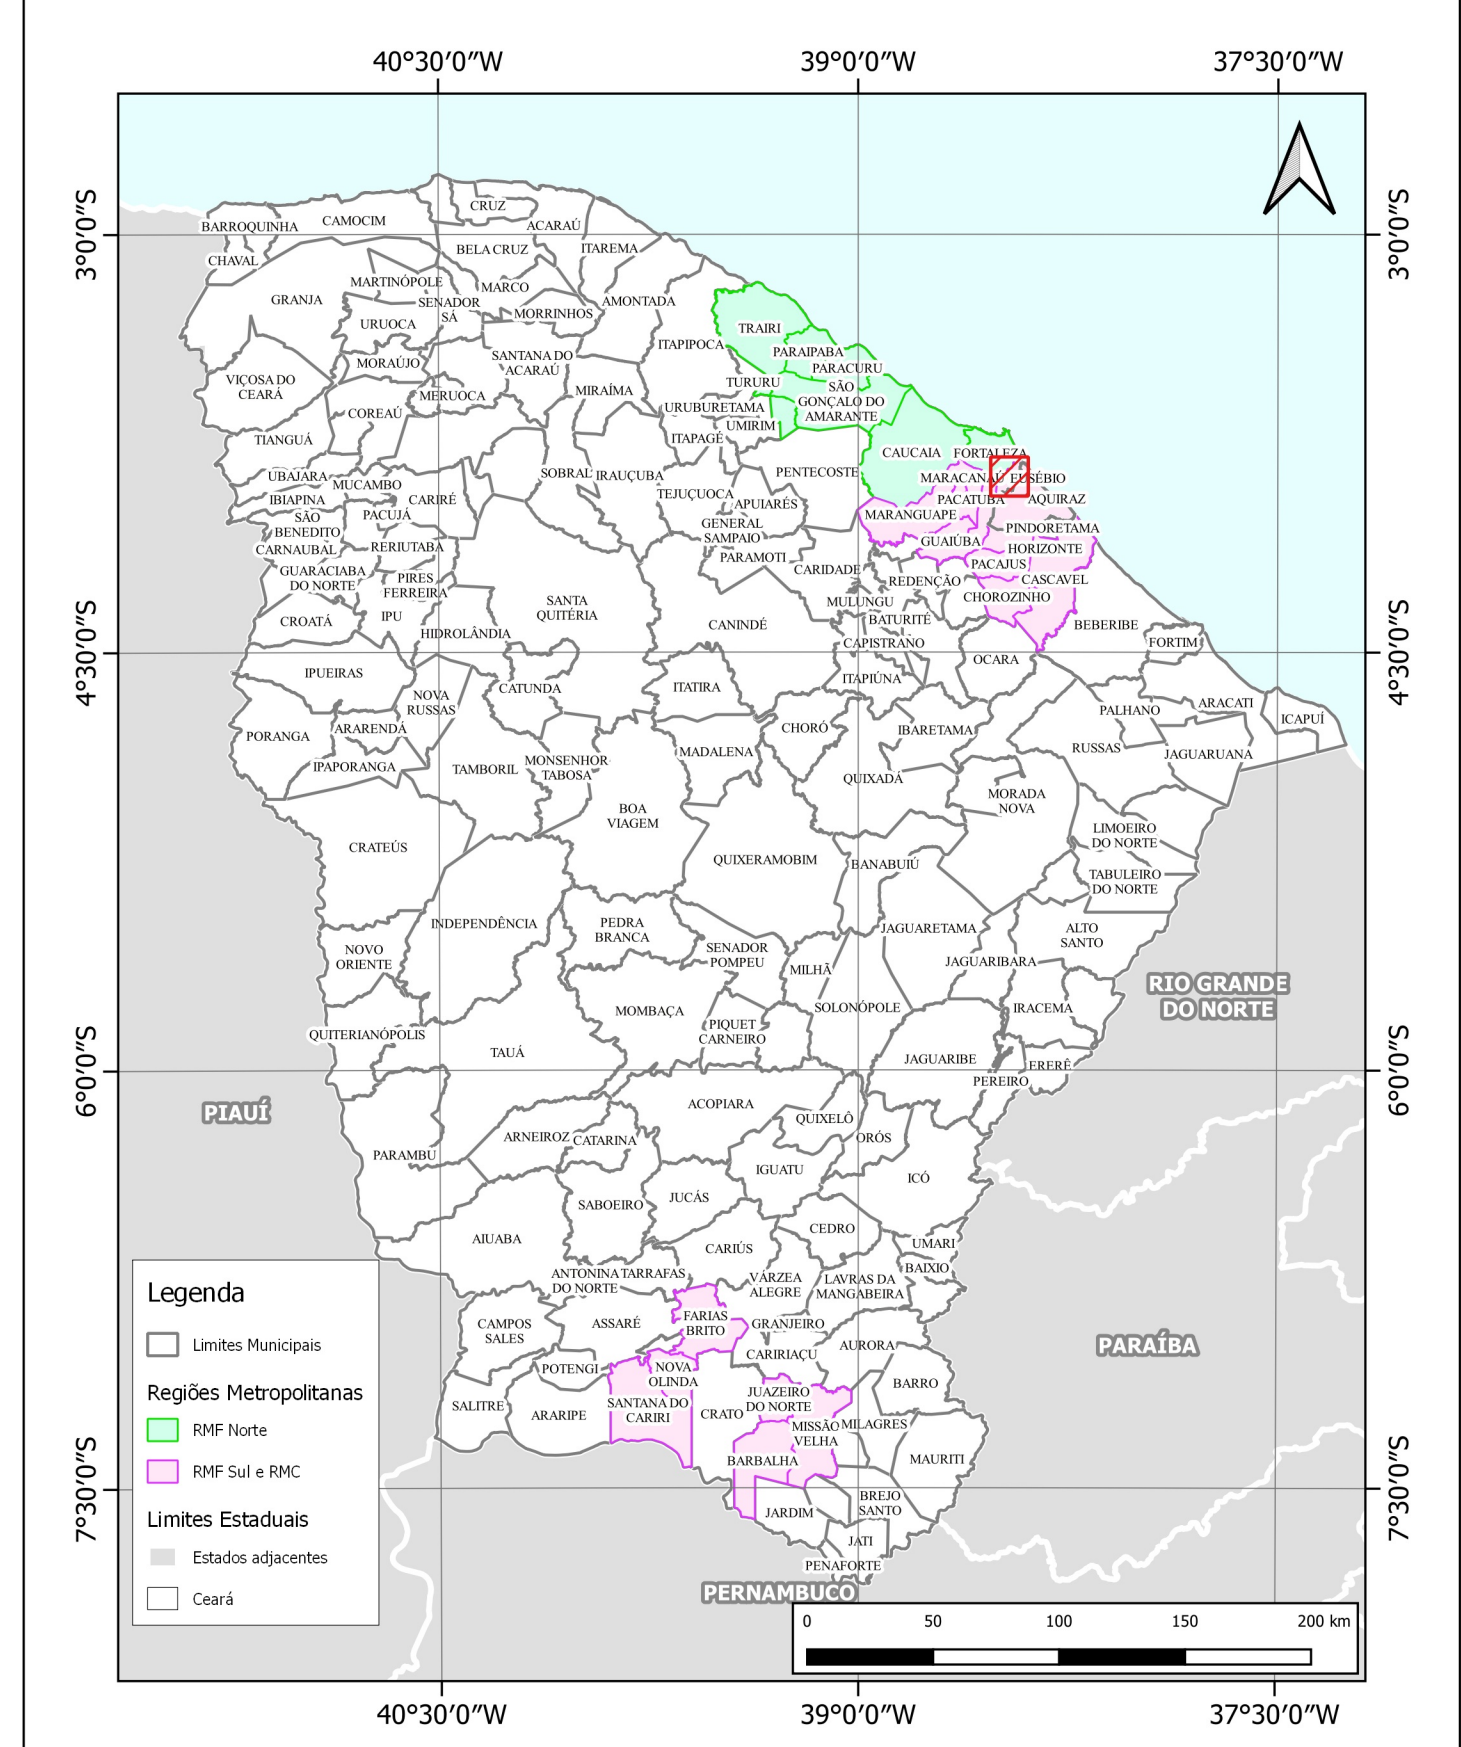 40°30′0″W
39°0′0″W
37°30′0″W
3°0′0″S
3°0′0″S
CRUZ
BARROQUINHA
CAMOCIM
ACARAÚ
BELA CRUZ
ITAREMA
CHAVAL
MARTINÓPOLE
MARCO
GRANJA
SENADOR
SÁ
AMONTADA
MORRINHOS
URUOCA
TRAIRI
ITAPIPOCA
PARAIPABA
SANTANA DO
ACARAÚ
MORAÚJO
PARACURU
VIÇOSA DO
CEARÁ
TURURU
MIRAÍMA
MERUOCA
SÃO
GONÇALO DO
AMARANTE
URUBURETAMA
COREAÚ
UMIRIM
TIANGUÁ
ITAPAGÉ
CAUCAIA
FORTALEZA
UBAJARA
SOBRAL
IRAUÇUBA
PENTECOSTE
MARACANAÚ
EUSÉBIO
MUCAMBO
IBIAPINA
CARIRÉ
TEJUÇUOCA
APUIARÉS
PACATUBA
AQUIRAZ
SÃO
BENEDITO
PACUJÁ
MARANGUAPE
GENERAL
SAMPAIO
PINDORETAMA
CARNAUBAL
RERIUTABA
GUAIÚBA
HORIZONTE
PARAMOTI
PACAJUS
GUARACIABA
DO NORTE
PIRES
FERREIRA
CARIDADE
REDENÇÃO
CASCAVEL
CHOROZINHO
SANTA
QUITÉRIA
MULUNGU
CROATÁ
IPU
BATURITÉ
CANINDÉ
BEBERIBE
HIDROLÂNDIA
CAPISTRANO
FORTIM
4°30′0″S
4°30′0″S
OCARA
IPUEIRAS
ITAPIÚNA
CATUNDA
ITATIRA
NOVA
RUSSAS
ARACATI
PALHANO
ICAPUÍ
ARARENDÁ
CHORÓ
IBARETAMA
PORANGA
RUSSAS
MADALENA
JAGUARUANA
IPAPORANGA
TAMBORIL
MONSENHOR
TABOSA
QUIXADÁ
MORADA
NOVA
BOA
VIAGEM
LIMOEIRO
DO NORTE
CRATEÚS
QUIXERAMOBIM
BANABUIÚ
TABULEIRO
DO NORTE
INDEPENDÊNCIA
PEDRA
BRANCA
JAGUARETAMA
ALTO
SANTO
NOVO
ORIENTE
SENADOR
POMPEU
MILHÃ
JAGUARIBARA
RIO GRANDE
DO NORTE
MOMBAÇA
SOLONÓPOLE
IRACEMA
QUITERIANÓPOLIS
PIQUET
CARNEIRO
TAUÁ
JAGUARIBE
ERERÊ
PEREIRO
6°0′0″S
6°0′0″S
PIAUÍ
ACOPIARA
QUIXELÔ
ARNEIROZ
CATARINA
ORÓS
PARAMBU
IGUATU
ICÓ
SABOEIRO
JUCÁS
CEDRO
AIUABA
CARIÚS
UMARI
BAIXIO
ANTONINA
DO NORTE
TARRAFAS
VÁRZEA
ALEGRE
LAVRAS DA
MANGABEIRA
CAMPOS
SALES
ASSARÉ
FARIAS
BRITO
GRANJEIRO
PARAÍBA
CARIRIAÇU
AURORA
POTENGI
NOVA
OLINDA
BARRO
JUAZEIRO
DO NORTE
SALITRE
ARARIPE
SANTANA DO
CARIRI
CRATO
MISSÃO
VELHA
MILAGRES
BARBALHA
MAURITI
7°30′0″S
7°30′0″S
BREJO
SANTO
JARDIM
JATI
PENAFORTE
PERNAMBUCO
Legenda
Limites Municipais
Regiões Metropolitanas
RMF Norte
RMF Sul e RMC
Limites Estaduais
Estados adjacentes
Ceará
0 50 100 150 200 km
40°30′0″W
39°0′0″W
37°30′0″W